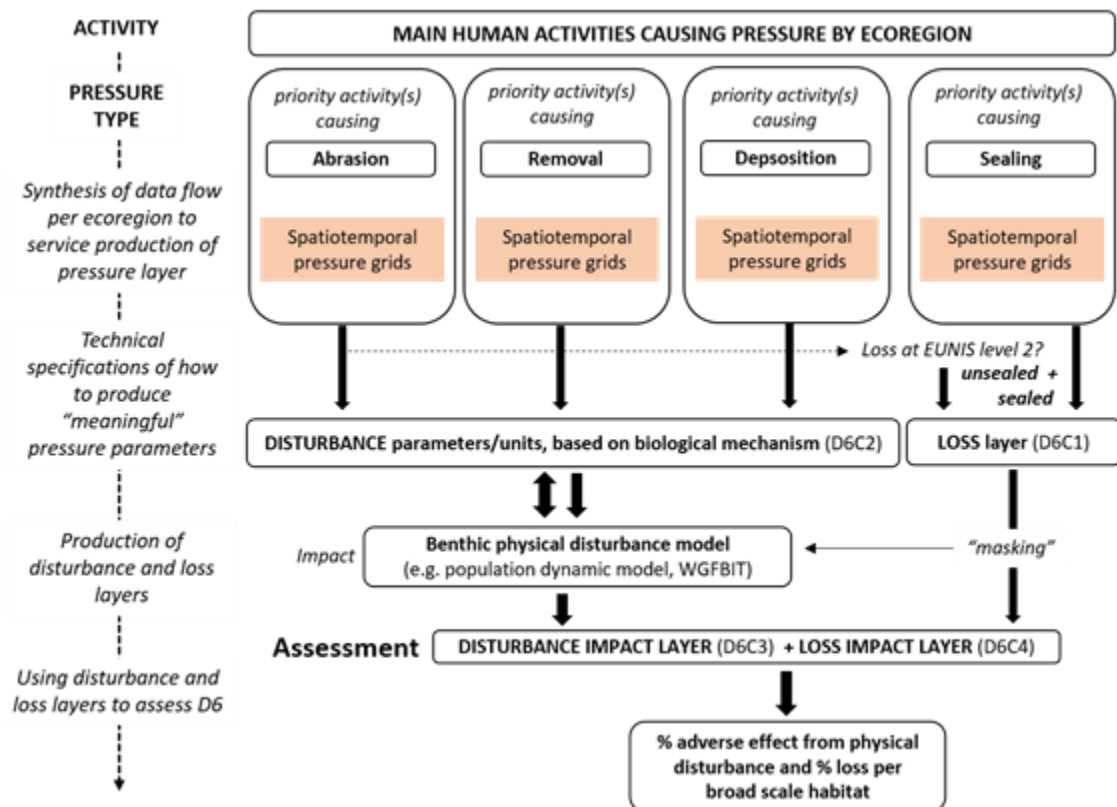 ACTIVITY
MAIN HUMAN ACTIVITIES CAUSING PRESSURE BY ECOREGION
PRESSURE
TYPE
priority activity(s)
causing
Abrasion
Spatiotemporal
pressure grids
priority activity(s)
causing
Removal
Spatiotemporal
pressure grids
priority activity(s)
causing
Depsosition
Spatiotemporal
pressure grids
priority activity(s)
causing
Sealing
Spatiotemporal
pressure grids
Synthesis of data flow
per ecoregion to
service production of
pressure layer
Technical
specifications of how
to produce
“meaningful”
pressure parameters
Loss at EUNIS level 2?
unsealed +
sealed
DISTURBANCE parameters/units, based on biological mechanism (D6C2)
LOSS layer (D6C1)
Production of
disturbance and loss
layers
Impact
Benthic physical disturbance model
(e.g. population dynamic model, WGFBIT)
“masking”
Assessment
DISTURBANCE IMPACT LAYER (D6C3) + LOSS IMPACT LAYER (D6C4)
Using disturbance and
loss layers to assess D6
% adverse effect from physical
disturbance and % loss per
broad scale habitat